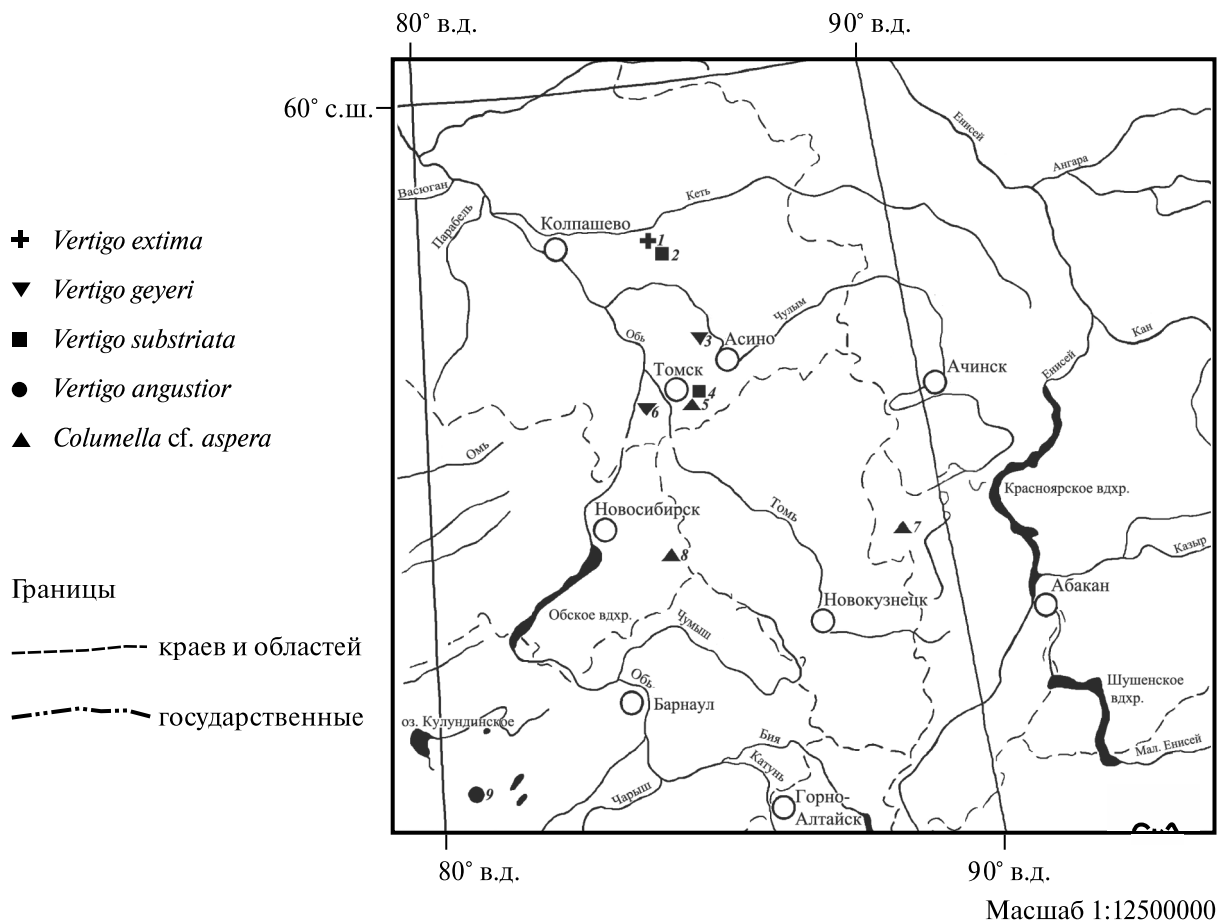 80° в.д.
90° в.д.
60° с.ш.
Енисей
Ангара
Васюган
Кеть
Парабель
Колпашево
1
2
Vertigo extima
Vertigo geyeri
Vertigo substriata
Vertigo angustior
Columella cf. aspera
Чулым
Обь
3
Асино
Кан
Томск
Енисей
Ачинск
4
5
6
Омь
Красноярское вдхр.
Новосибирск
Томь
7
Казыр
8
Абакан
Границы
Новокузнецк
Обское вдхр.
Чумыш
краев и областей
Обь
Шушенское
вдхр.
Барнаул
государственные
оз. Кулундинское
Бия
Мал. Енисей
Катунь
Чарыш
9
Горно-
Алтайск
80° в.д.
90° в.д.
Масшаб 1:12500000